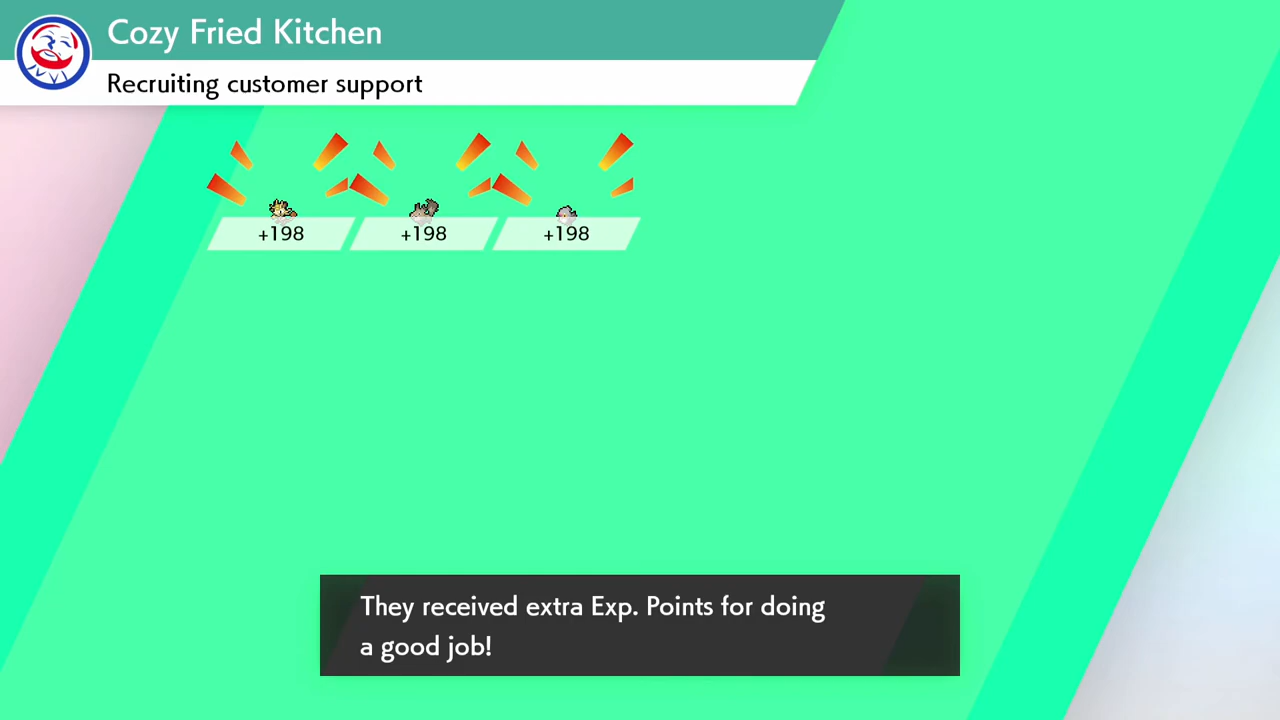 Cozy Fried Kitchen
Recruiting customer support
+198 +198 +198
They received extra Exp. Points for doing
a good job!